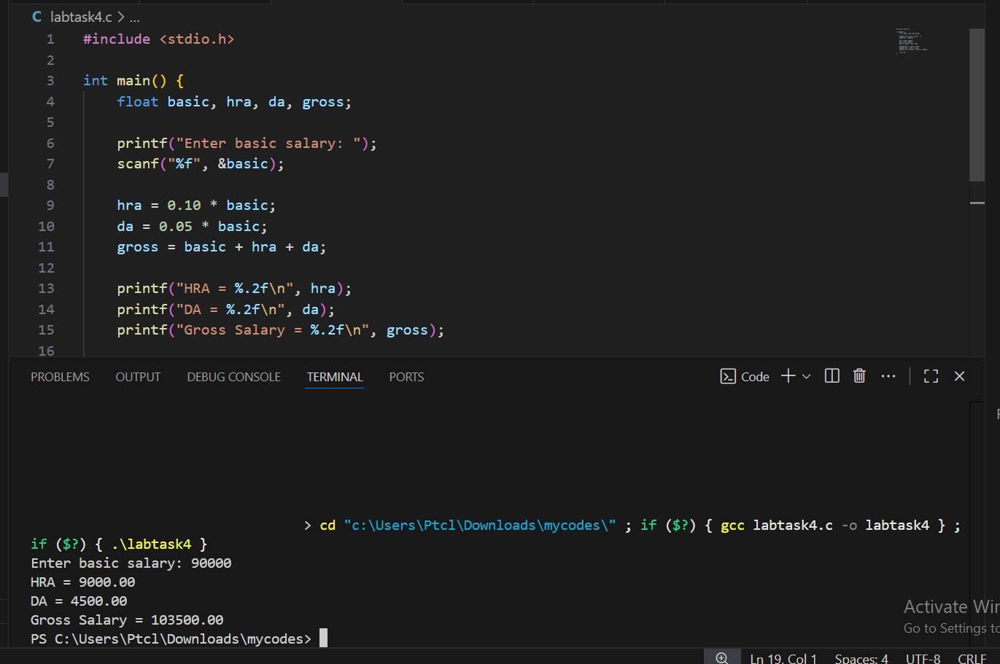 C labtask4.c > ...
1 #include <stdio.h>
2
3 int main() {
4 float basic, hra, da, gross;
5
6 printf("Enter basic salary: ");
7 scanf("%f", &basic);
8
9 hra = 0.10 * basic;
10 da = 0.05 * basic;
11 gross = basic + hra + da;
12
13 printf("HRA = %.2f\n", hra);
14 printf("DA = %.2f\n", da);
15 printf("Gross Salary = %.2f\n", gross);
16
PROBLEMS OUTPUT DEBUG CONSOLE TERMINAL PORTS Code
> cd "c:\Users\Ptcl\Downloads\mycodes\" ; if ($?) { gcc labtask4.c -o labtask4 } ;
if ($?) { .\labtask4 }
Enter basic salary: 90000
HRA = 9000.00
DA = 4500.00
Gross Salary = 103500.00
PS C:\Users\Ptcl\Downloads\mycodes>
Activate Win
Go to Settings to
Ln 19, Col 1 Spaces: 4 UTF-8 CRLF